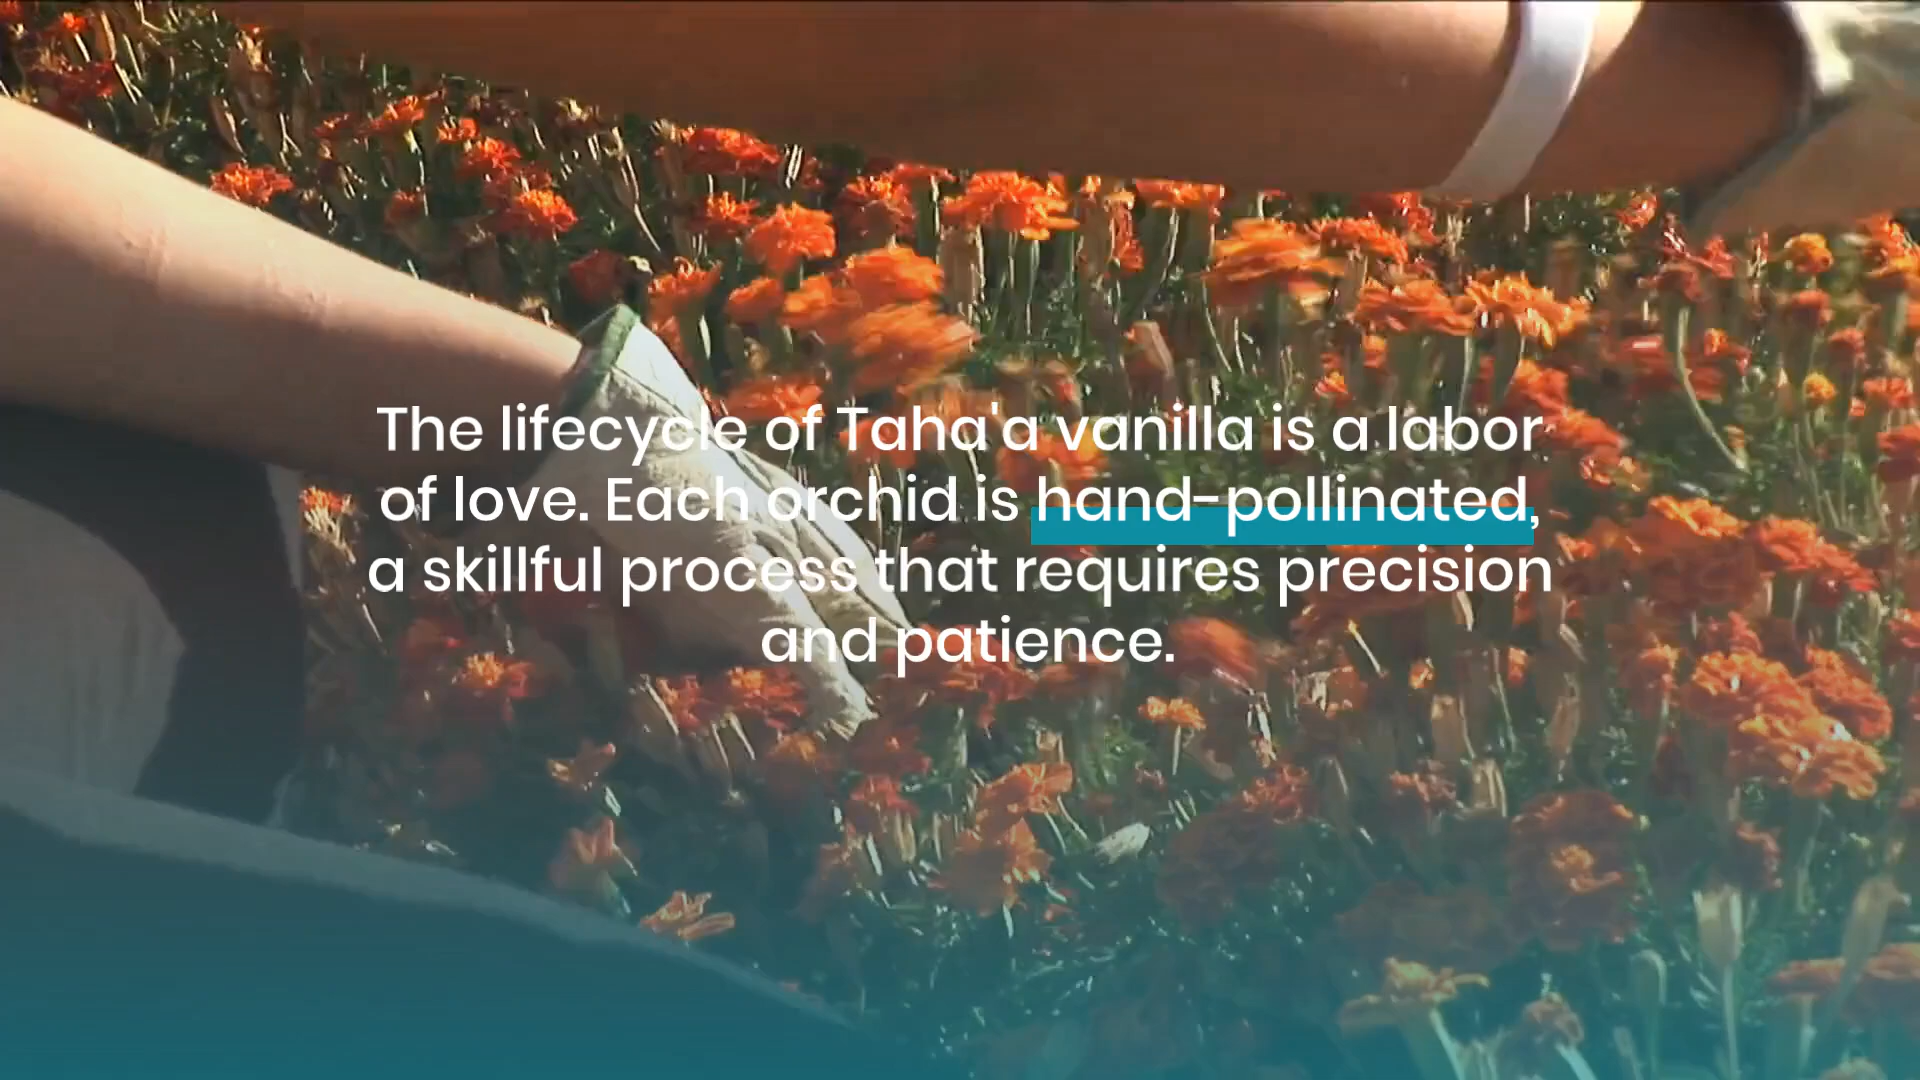 The lifecycle of Taha'a vanilla is a labor
of love. Each orchid is hand-pollinated,
a skillful process that requires precision
and patience.